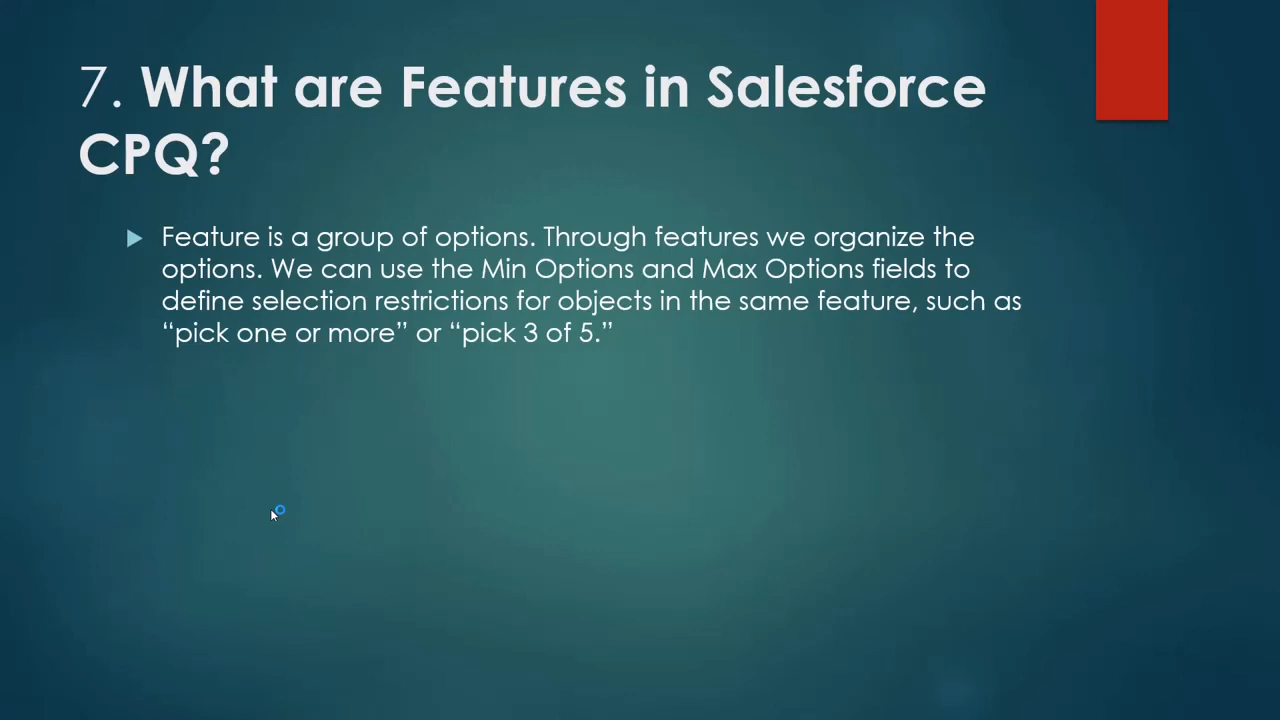 7. What are Features in Salesforce
CPQ?
Feature is a group of options. Through features we organize the
options. We can use the Min Options and Max Options fields to
define selection restrictions for objects in the same feature, such as
“pick one or more” or “pick 3 of 5.”